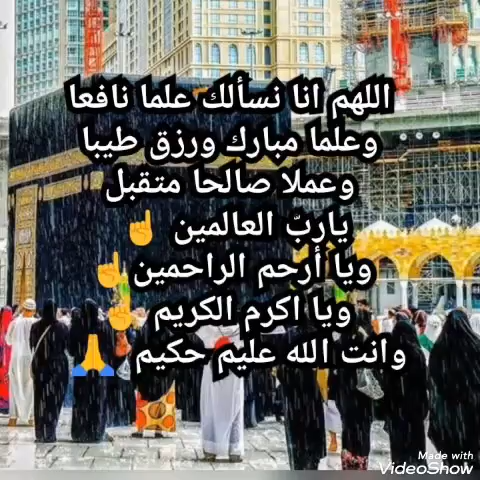 اللهم انا نسألك علما نافعا
وعلما مبارك ورزق طيبا
وعملا صالحا متقبل
ياربّ العالمين ☝
ويا أرحم الراحمين ☝
ويا اكرم الكريم ☝
وانت الله عليم حكيم 🙏
Made with
VideoShow